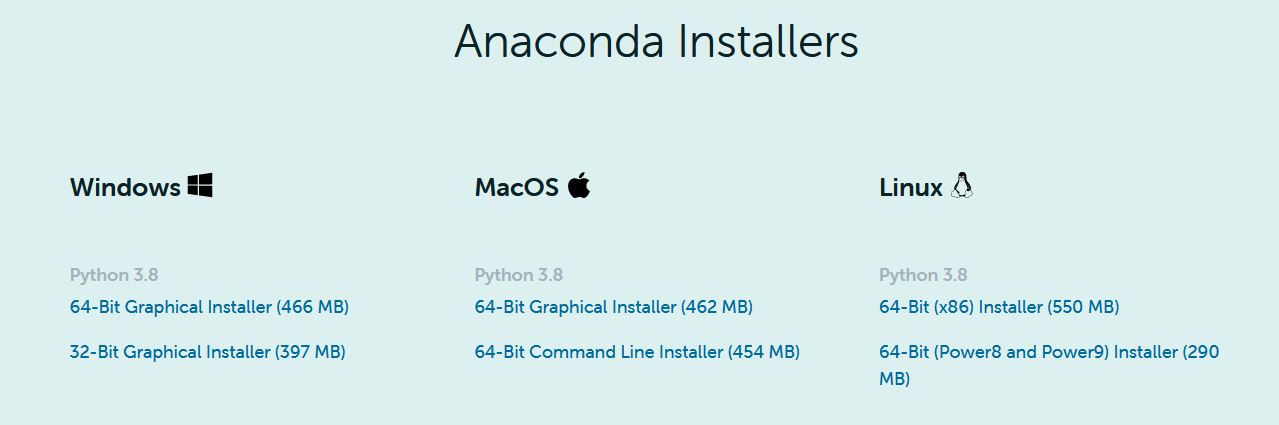 Anaconda Installers
Windows
Python 3.8
64-Bit Graphical Installer (466 MB)
32-Bit Graphical Installer (397 MB)
MacOS
Python 3.8
64-Bit Graphical Installer (462 MB)
64-Bit Command Line Installer (454 MB)
Linux
Python 3.8
64-Bit (x86) Installer (550 MB)
64-Bit (Power8 and Power9) Installer (290
MB)